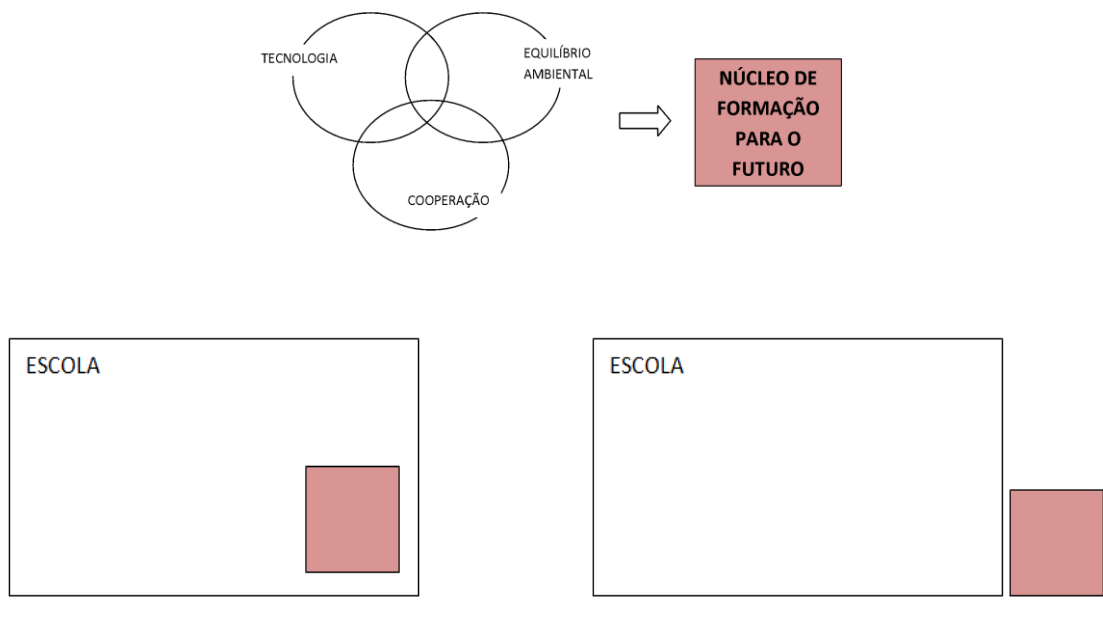 TECNOLOGIA
EQUILÍBRIO
AMBIENTAL
COOPERAÇÃO
NÚCLEO DE
FORMAÇÃO
PARA O
FUTURO
ESCOLA
ESCOLA